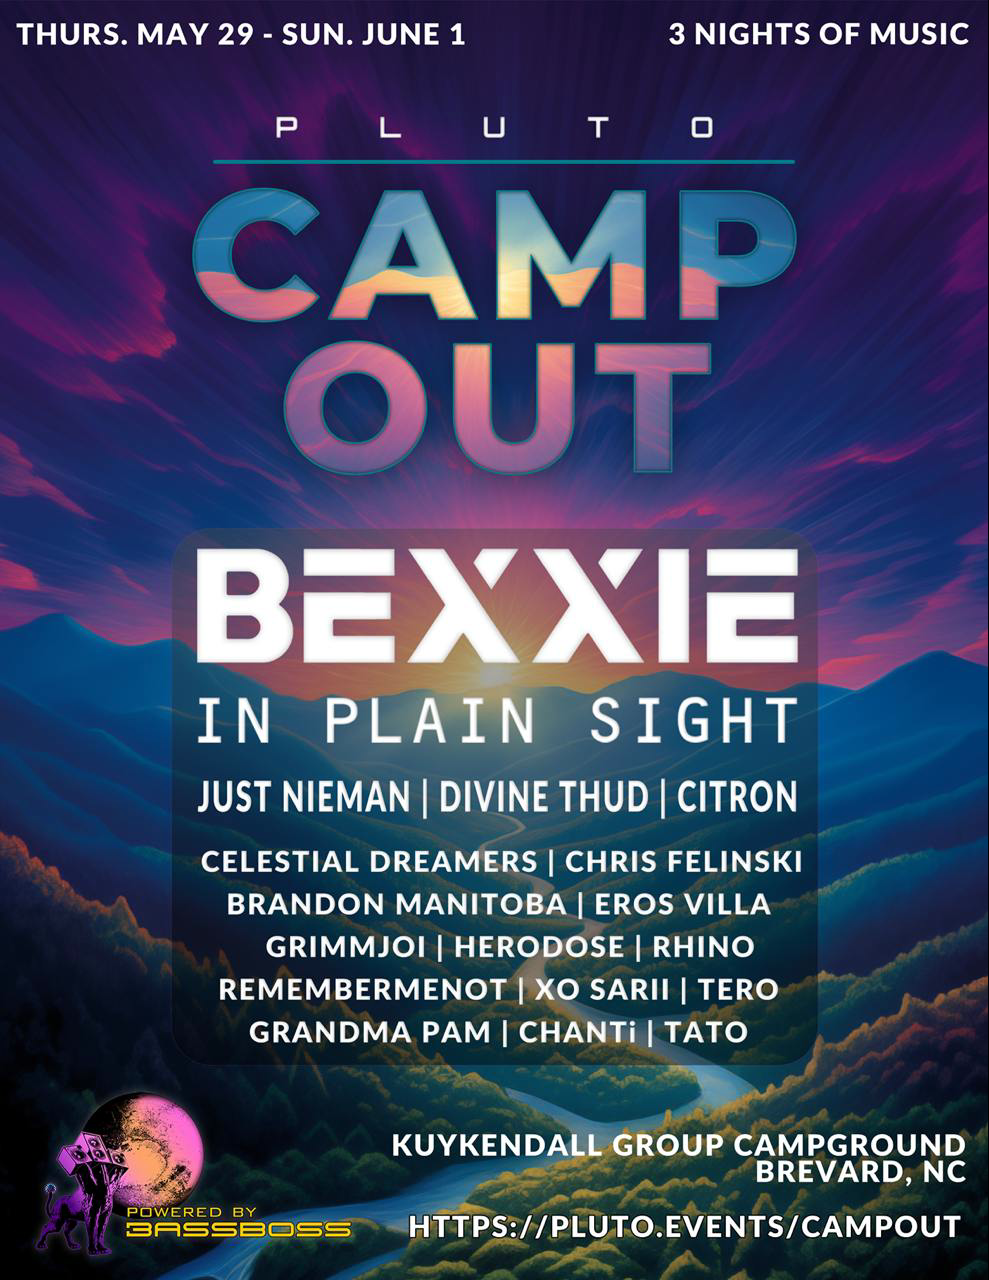 THURS. MAY 29 - SUN. JUNE 1
3 NIGHTS OF MUSIC
PLUTO
CAMP
OUT
BEXXIE
IN PLAIN SIGHT
JUST NIEMAN | DIVINE THUD | CITRON
CELESTIAL DREAMERS | CHRIS FELINSKI
BRANDON MANITOBA | EROS VILLA
GRIMMJOI | HERODOSE | RHINO
REMEMBERMENOT | XO SARII | TERO
GRANDMA PAM | CHANTi | TATO
KUYKENDALL GROUP CAMPGROUND
BREVARD, NC
POWERED BY
BASSBOSS
HTTPS://PLUTO.EVENTS/CAMPOUT